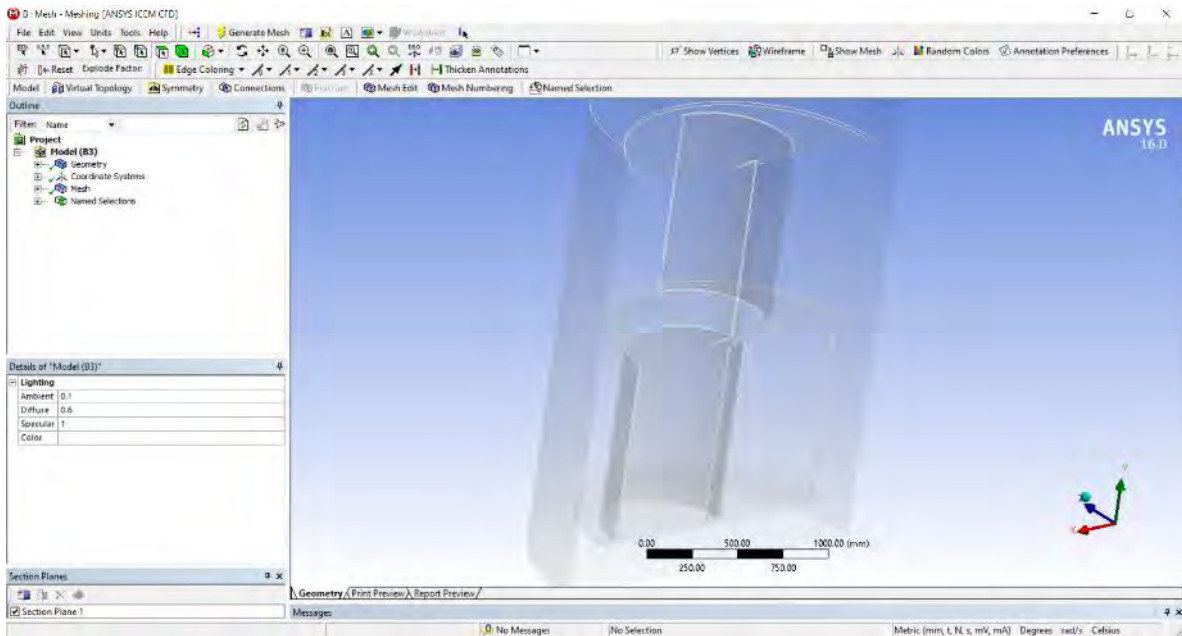 B : Mesh - Meshing [ANSYS ICEM CFD]
File Edit View Units Tools Help Generate Mesh Worksheet
Show Vertices Wireframe Show Mesh Random Colors Annotation Preferences
Reset Explode Factor: Edge Coloring Thicken Annotations
Model Virtual Topology Symmetry Connections Mesh Edit Mesh Numbering Named Selection
Outline
Filter: Name
Project
Model (B3)
Geometry
Coordinate Systems
Mesh
Named Selections
ANSYS
16.0
Details of "Model (B3)"
Lighting
Ambient 0.1
Diffuse 0.6
Specular 1
Color
0.00 500.00 1000.00 (mm)
250.00 750.00
Section Planes
Section Plane 1
Geometry Print Preview Report Preview
Messages
No Messages No Selection Metric (mm, t, N, s, mV, mA) Degrees rad/s Celsius